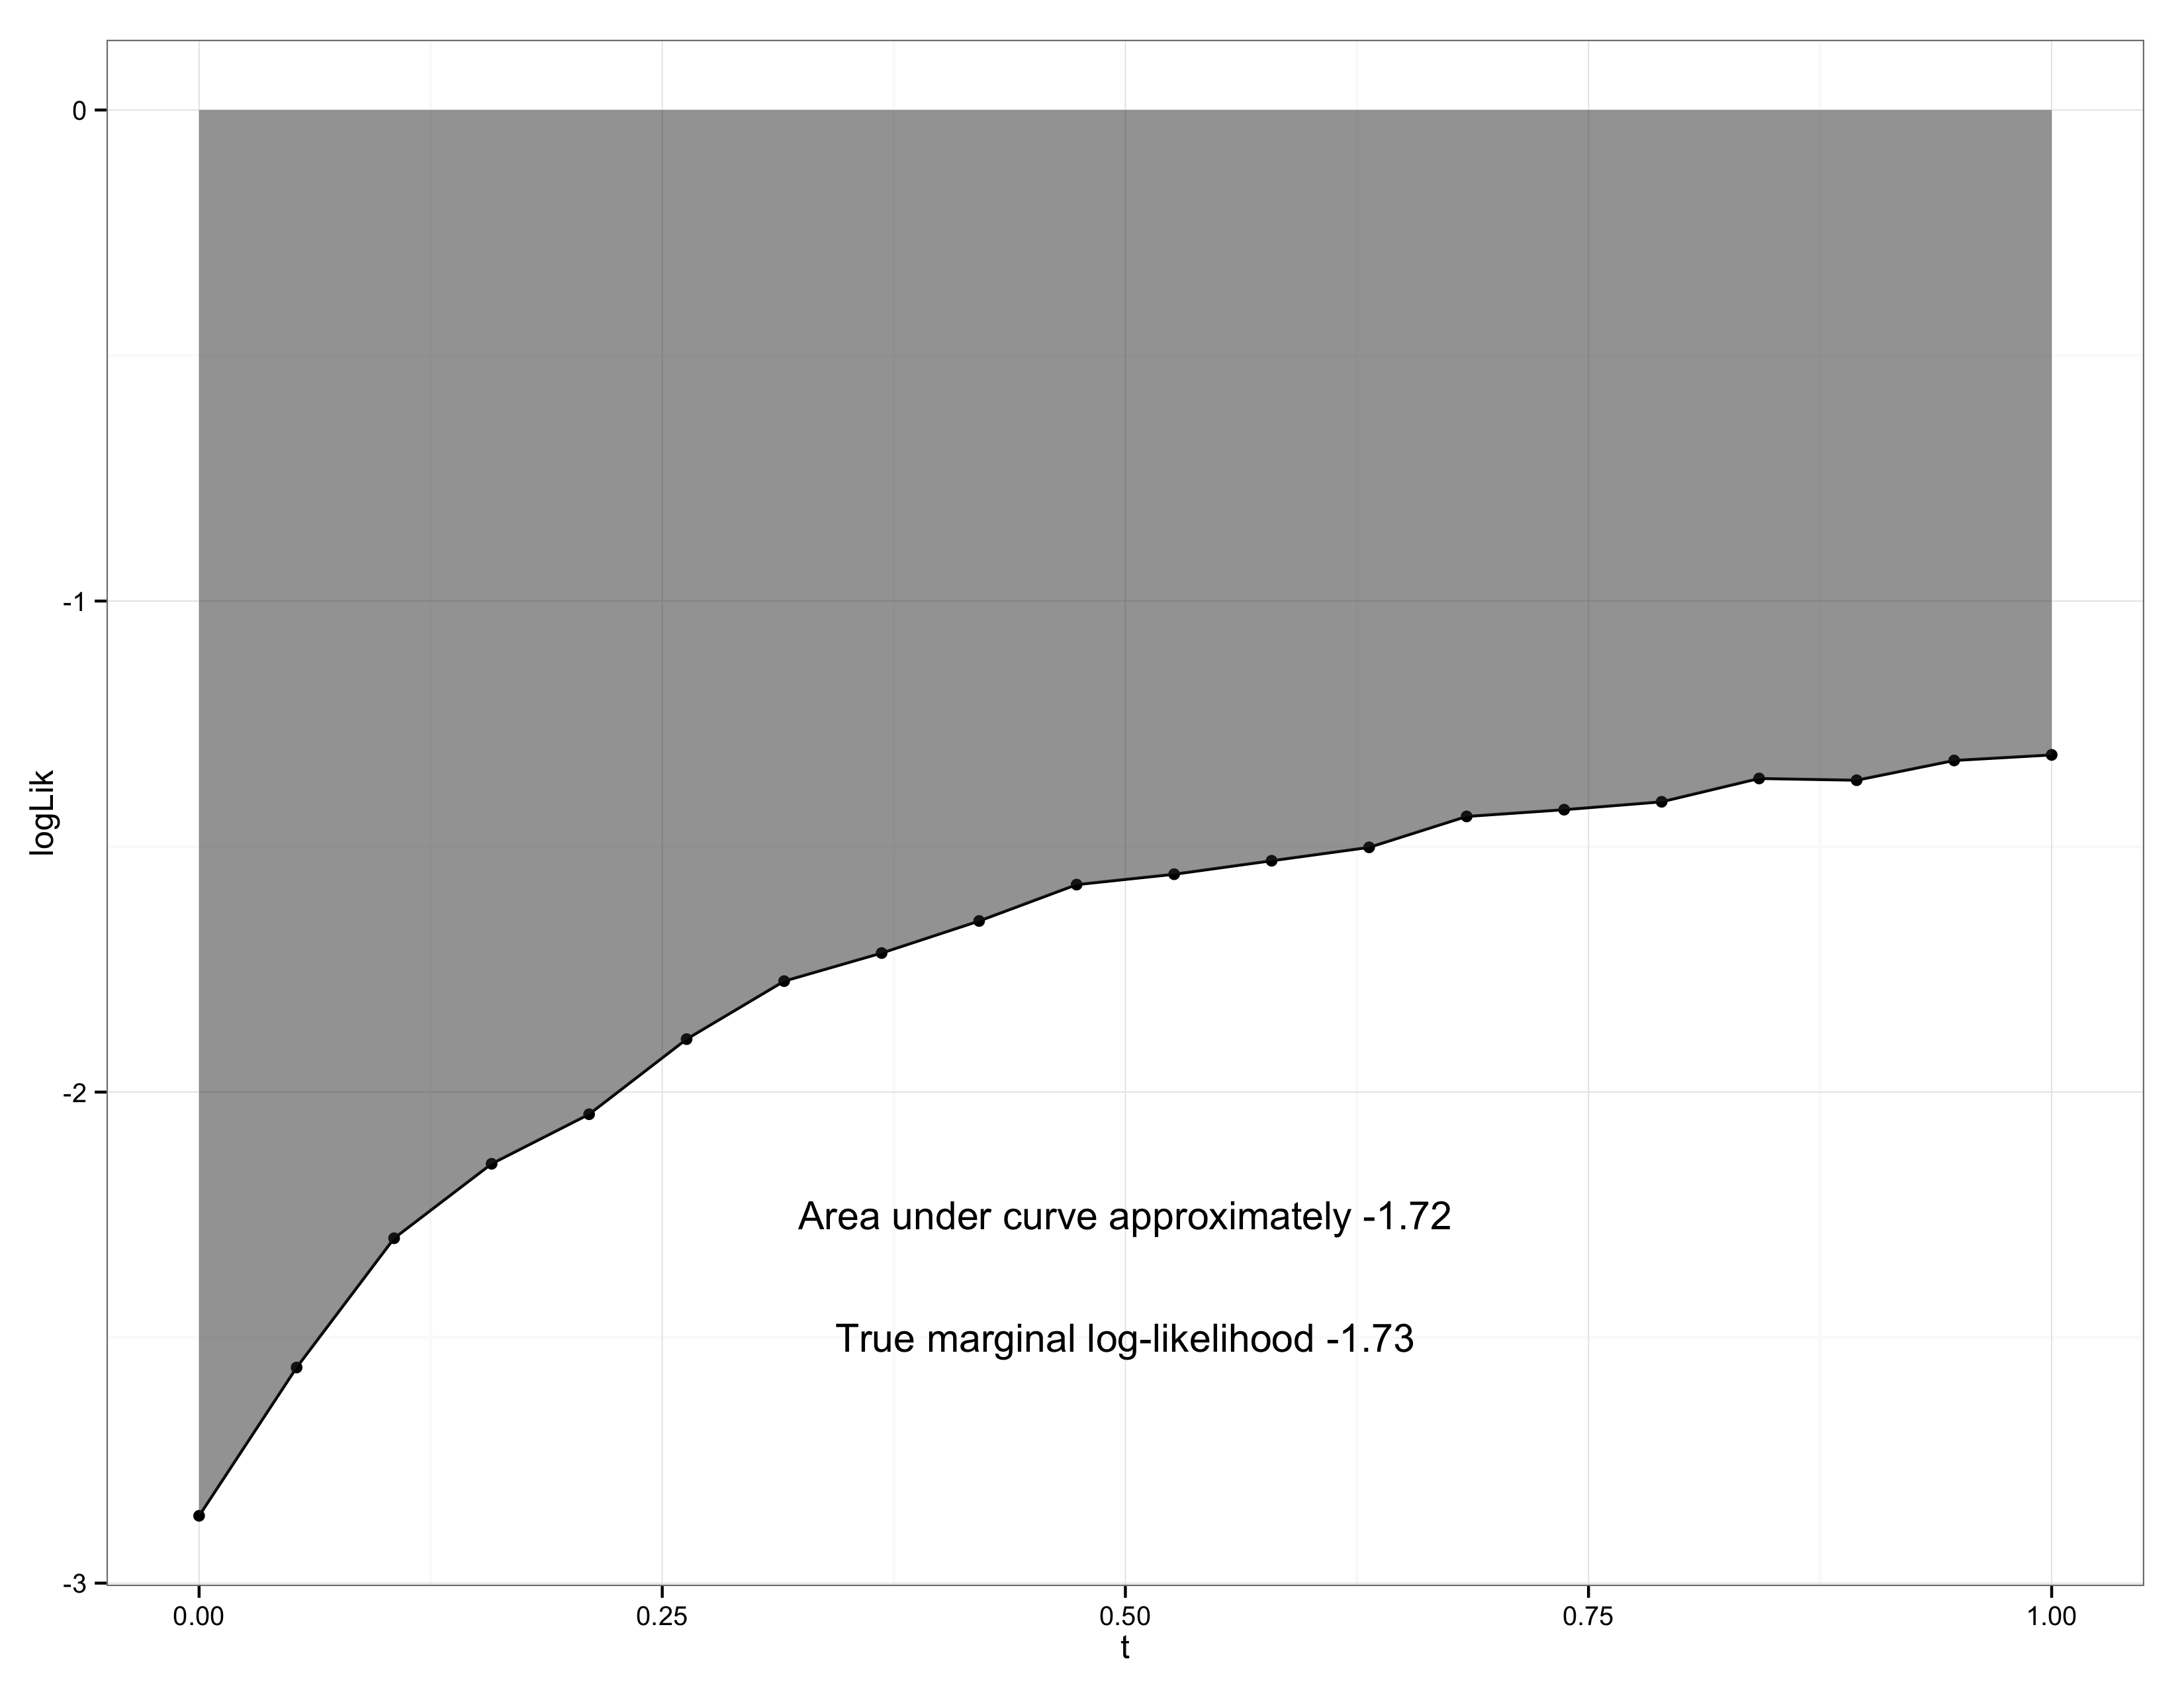 0
-1
-2
-3
logLik
Area under curve approximately -1.72
True marginal log-likelihood -1.73
0.00 0.25 0.50 0.75 1.00
t